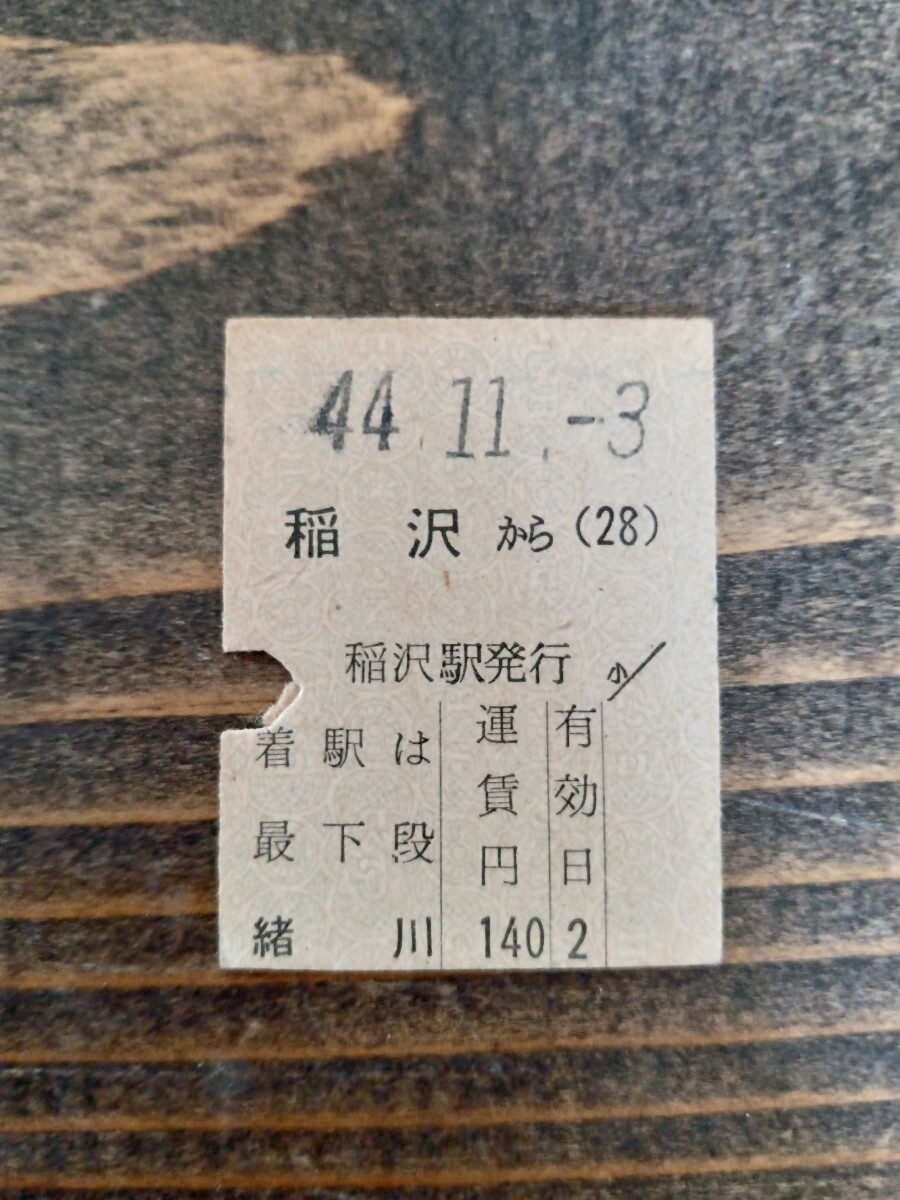 44.11.-3
稲沢から(28)
稲沢駅発行
着駅は最下段
運賃円
有効日
緒川 140 2